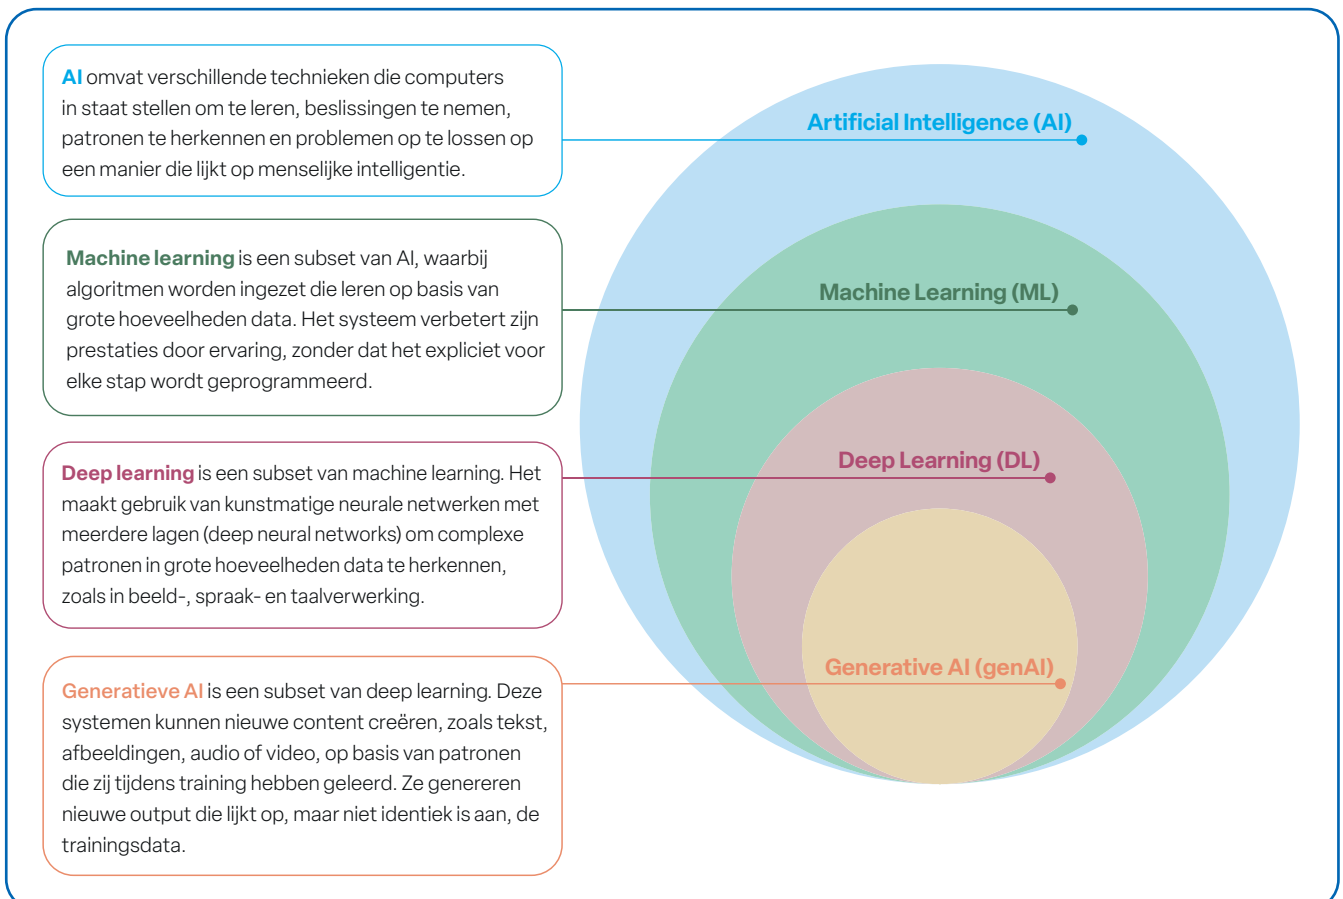 AI omvat verschillende technieken die computers
in staat stellen om te leren, beslissingen te nemen,
patronen te herkennen en problemen op te lossen op
een manier die lijkt op menselijke intelligentie.
Machine learning is een subset van AI, waarbij
algoritmen worden ingezet die leren op basis van
grote hoeveelheden data. Het systeem verbetert zijn
prestaties door ervaring, zonder dat het expliciet voor
elke stap wordt geprogrammeerd.
Deep learning is een subset van machine learning. Het
maakt gebruik van kunstmatige neurale netwerken met
meerdere lagen (deep neural networks) om complexe
patronen in grote hoeveelheden data te herkennen,
zoals in beeld-, spraak- en taalverwerking.
Generatieve AI is een subset van deep learning. Deze
systemen kunnen nieuwe content creëren, zoals tekst,
afbeeldingen, audio of video, op basis van patronen
die zij tijdens training hebben geleerd. Ze genereren
nieuwe output die lijkt op, maar niet identiek is aan, de
trainingsdata.
Artificial Intelligence (AI)
Machine Learning (ML)
Deep Learning (DL)
Generative AI (genAI)